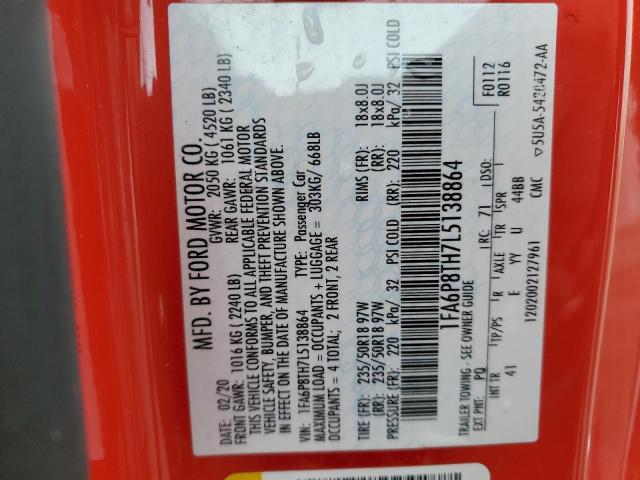 MFD. BY FORD MOTOR CO.
DATE: 02/20 GVWR: 2050 KG (4520 LB)
FRONT GAWR: 1016 KG (2240 LB) REAR GAWR: 1061 KG (2340 LB)
THIS VEHICLE CONFORMS TO ALL APPLICABLE FEDERAL MOTOR
VEHICLE SAFETY, BUMPER, AND THEFT PREVENTION STANDARDS
IN EFFECT ON THE DATE OF MANUFACTURE SHOWN ABOVE.
VIN: 1FA6P8TH7L5138864 TYPE: Passenger Car
MAXIMUM LOAD = OCCUPANTS + LUGGAGE = 303KG/ 668LB
OCCUPANTS = 4 TOTAL; 2 FRONT, 2 REAR
TIRE (FR): 235/50R18 97W RIMS (FR): 18x8.0J
(RR): 235/50R18 97W (RR): 18x8.0J
PRESSURE (FR): 220 kPa/ 32 PSI COLD (RR): 220 kPa/ 32 PSI COLD
1FA6P8TH7L5138864
TRAILER TOWING - SEE OWNER GUIDE
EXT PNT: PQ RC: 71 DSO: F0112
R0116
INT TR TP/PS R AXLE TR SPR
41 E YY U 44BB
1202002127961 CMC ▽5U5A-5420472-AA